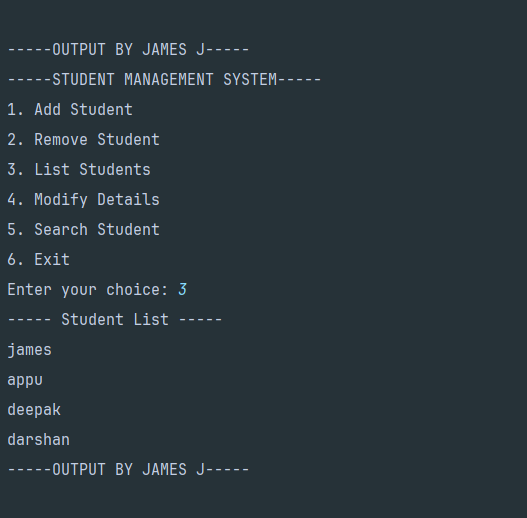 -----OUTPUT BY JAMES J-----
-----STUDENT MANAGEMENT SYSTEM-----
1. Add Student
2. Remove Student
3. List Students
4. Modify Details
5. Search Student
6. Exit
Enter your choice: 3
----- Student List -----
james
appu
deepak
darshan
-----OUTPUT BY JAMES J-----